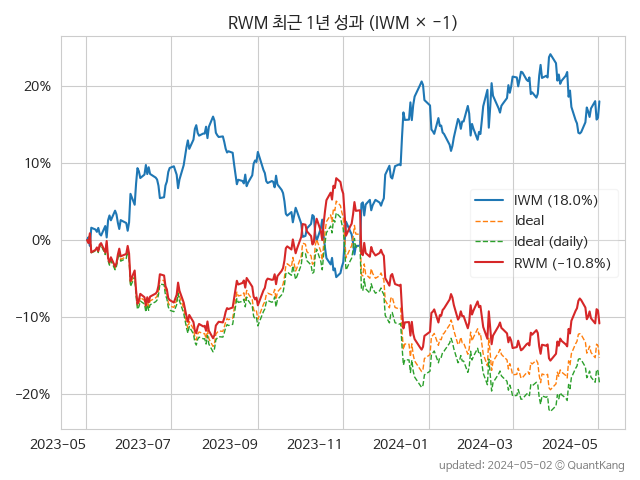 RWM 최근 1년 성과 (IWM × −1)
20%
10%
0%
−10%
−20%
IWM (18.0%)
Ideal
Ideal (daily)
RWM (−10.8%)
2023-05
2023-07
2023-09
2023-11
2024-01
2024-03
2024-05
updated: 2024-05-02 © QuantKang